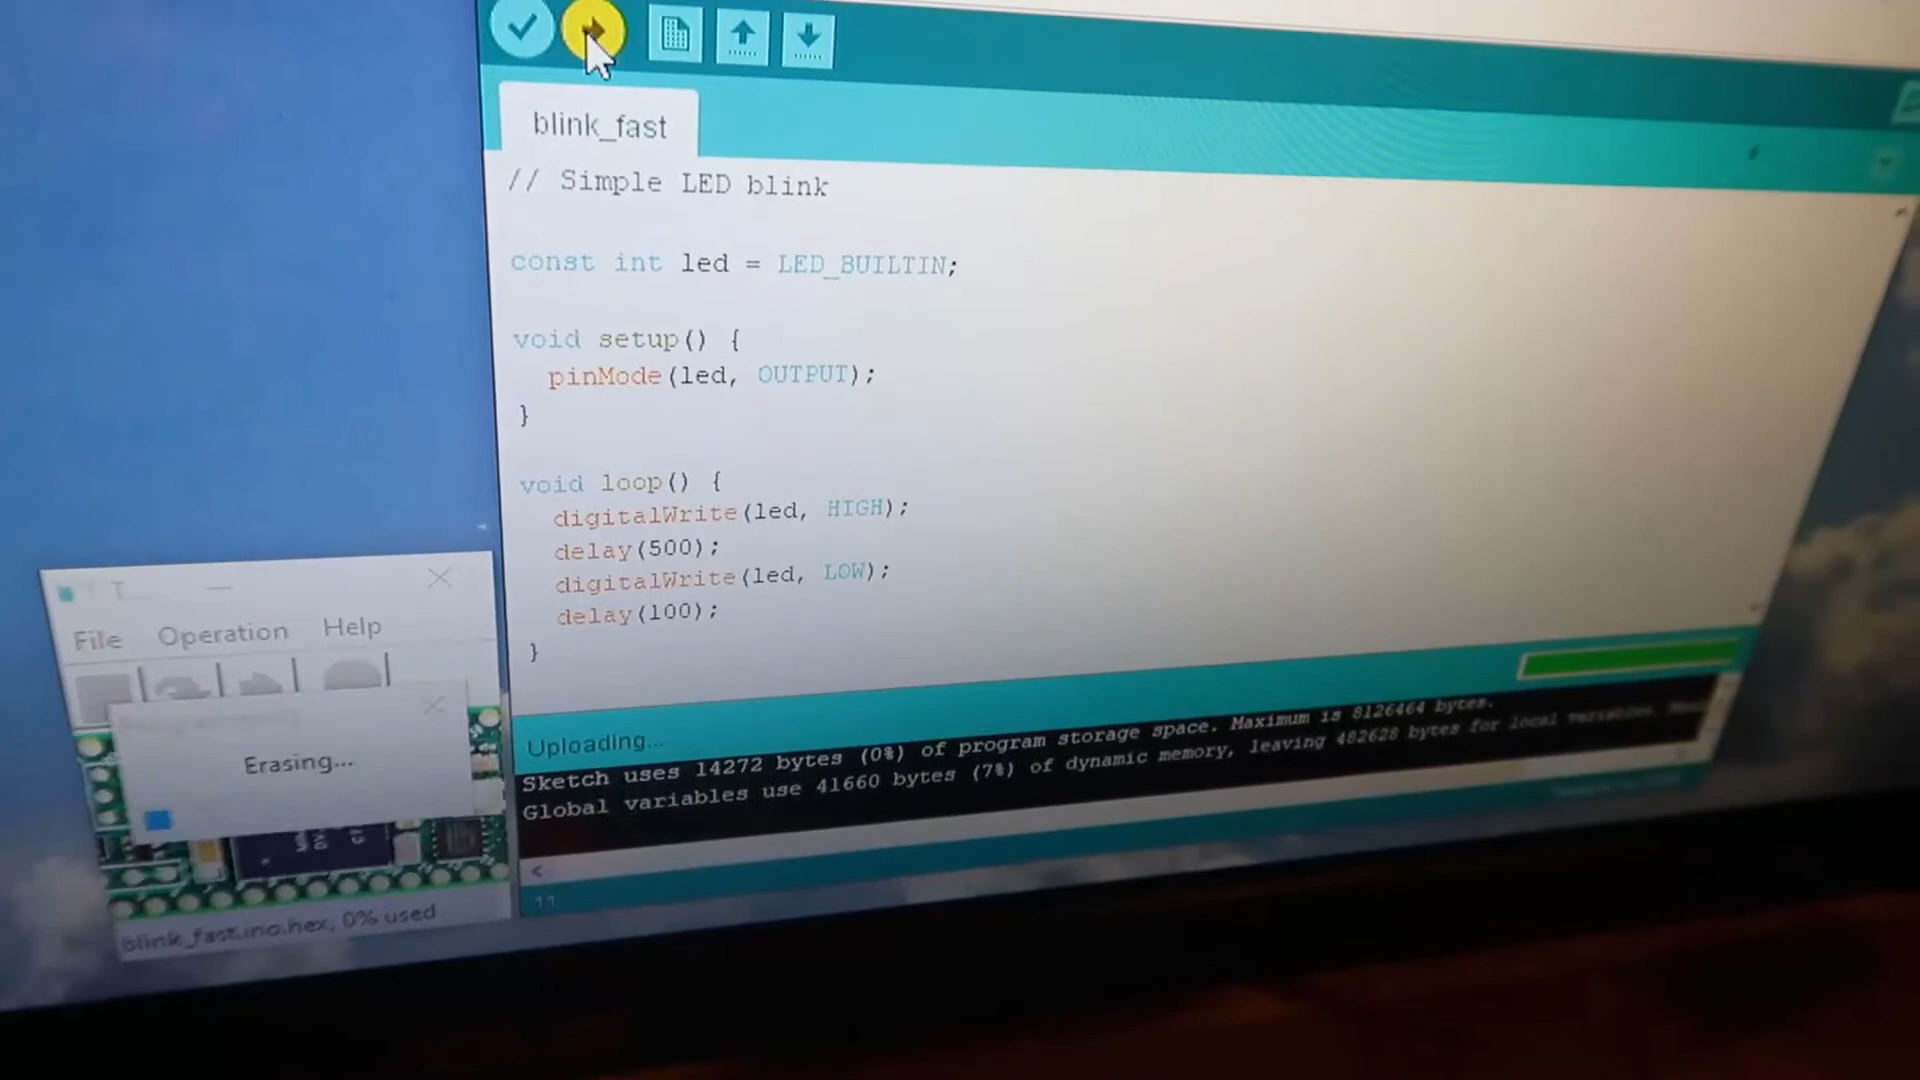 blink_fast
// Simple LED blink
const int led = LED_BUILTIN;
void setup() {
pinMode(led, OUTPUT);
}
void loop() {
digitalWrite(led, HIGH);
delay(500);
digitalWrite(led, LOW);
delay(100);
}
Uploading...
Sketch uses 14272 bytes (0%) of program storage space. Maximum is 8126464 bytes.
Global variables use 41660 bytes (7%) of dynamic memory, leaving 482628 bytes for local variables.
11
T...
File Operation Help
Programming
Erasing...
blink_fast.ino.hex, 0% used